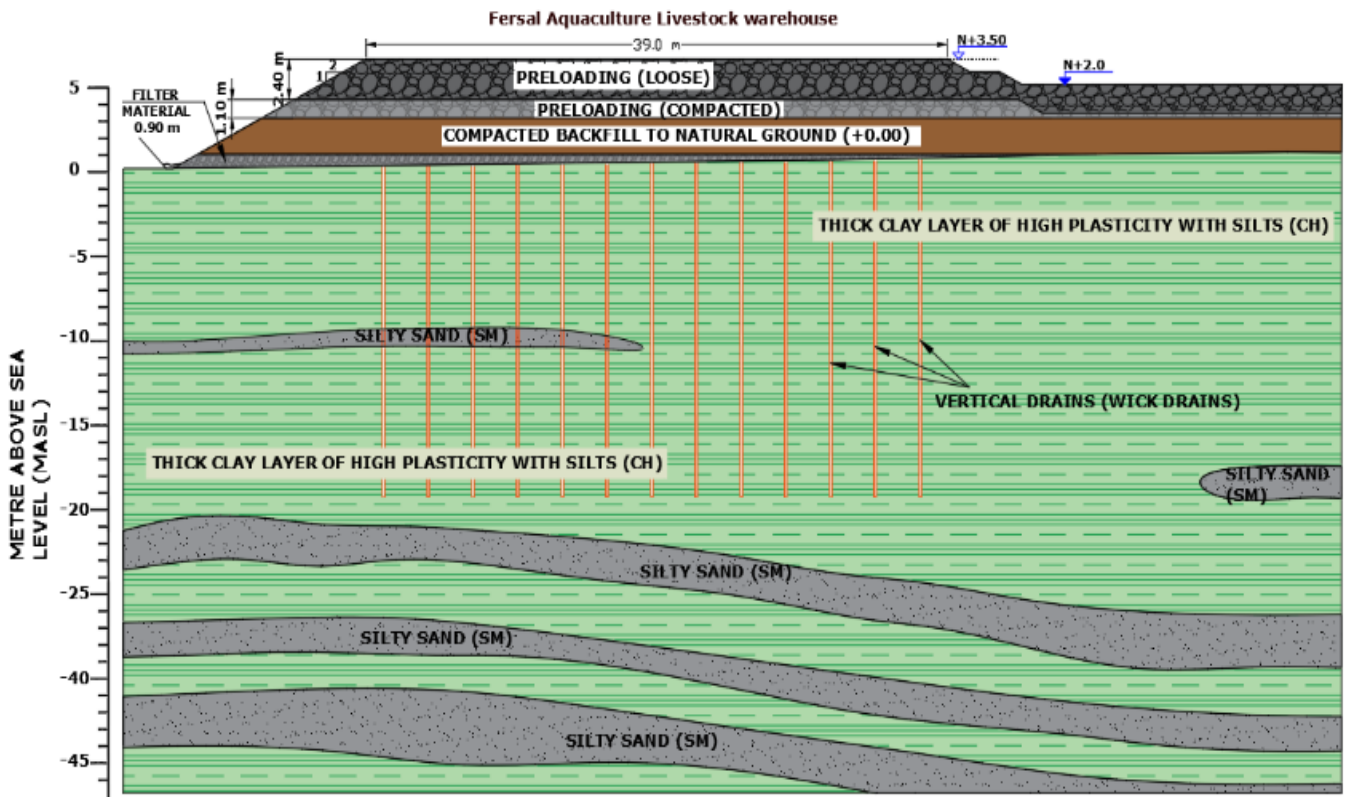 Fersal Aquaculture Livestock warehouse
39.0 m
N+3.50
2
1
2.40 m
PRELOADING (LOOSE)
N+2.0
5
FILTER
MATERIAL
0.90 m
1.10 m
PRELOADING (COMPACTED)
COMPACTED BACKFILL TO NATURAL GROUND (+0.00)
0
THICK CLAY LAYER OF HIGH PLASTICITY WITH SILTS (CH)
-5
-10
SILTY SAND (SM)
VERTICAL DRAINS (WICK DRAINS)
-15
METRE ABOVE SEA
LEVEL (MASL)
THICK CLAY LAYER OF HIGH PLASTICITY WITH SILTS (CH)
SILTY SAND
(SM)
-20
SILTY SAND (SM)
-25
SILTY SAND (SM)
-40
SILTY SAND (SM)
-45